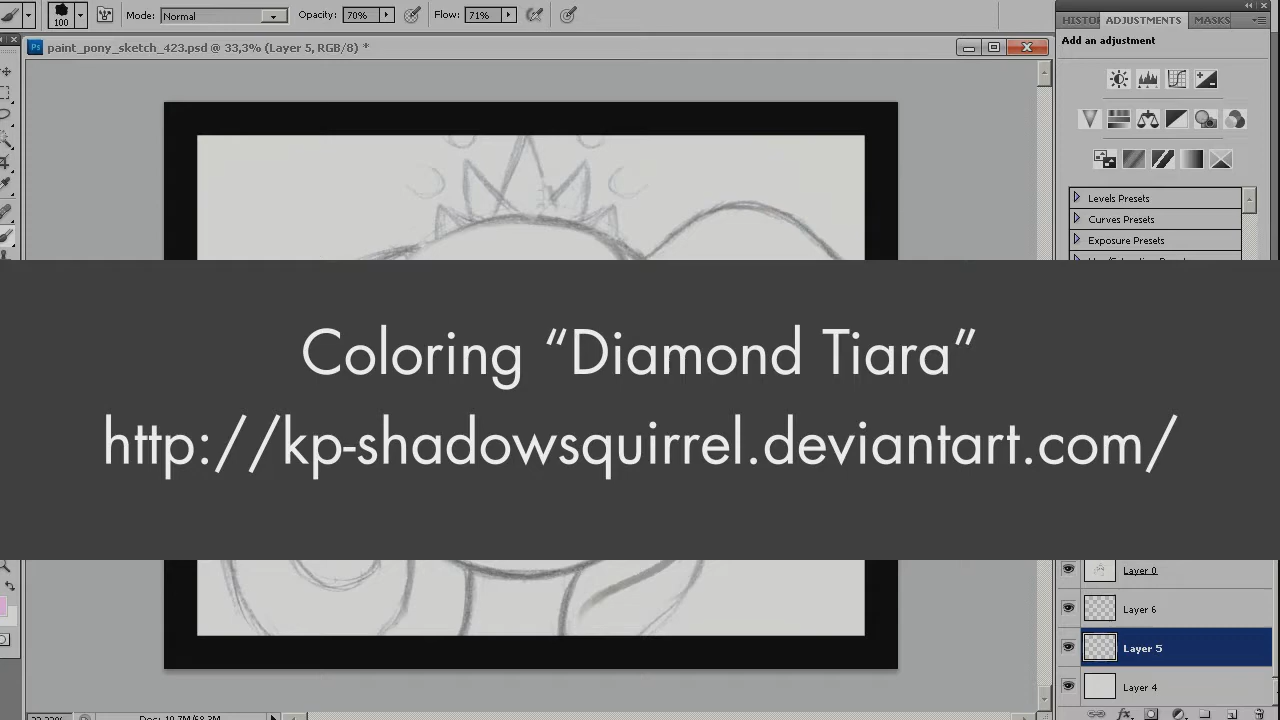 100 Mode: Normal Opacity: 70% Flow: 71%
HISTO ADJUSTMENTS MASKS
paint_pony_sketch_423.psd @ 33,3% (Layer 5, RGB/8) *
Add an adjustment
Levels Presets
Curves Presets
Exposure Presets
Coloring “Diamond Tiara”
http://kp-shadowsquirrel.deviantart.com/
Layer 0
Layer 6
Layer 5
Layer 4